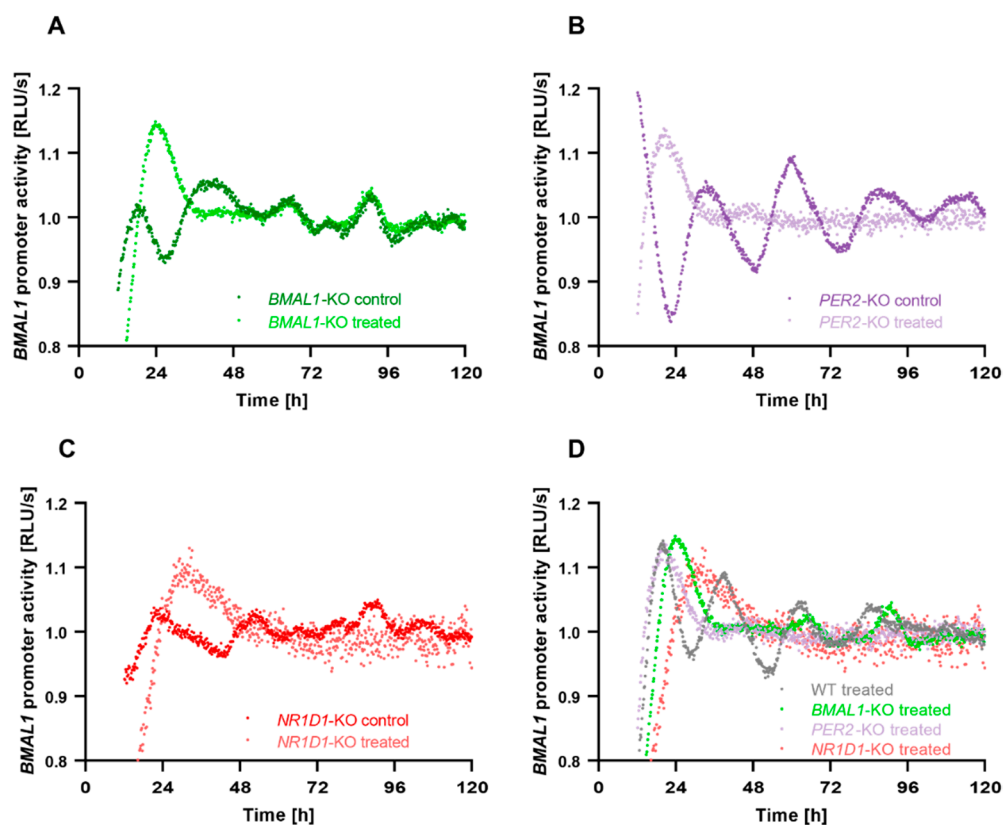 A
BMAL1 promoter activity [RLU/s]
1.2
1.1
1.0
0.9
0.8
BMAL1-KO control
BMAL1-KO treated
0 24 48 72 96 120
Time [h]
B
BMAL1 promoter activity [RLU/s]
1.2
1.1
1.0
0.9
0.8
PER2-KO control
PER2-KO treated
0 24 48 72 96 120
Time [h]
C
BMAL1 promoter activity [RLU/s]
1.2
1.1
1.0
0.9
0.8
NR1D1-KO control
NR1D1-KO treated
0 24 48 72 96 120
Time [h]
D
BMAL1 promoter activity [RLU/s]
1.2
1.1
1.0
0.9
0.8
WT treated
BMAL1-KO treated
PER2-KO treated
NR1D1-KO treated
0 24 48 72 96 120
Time [h]